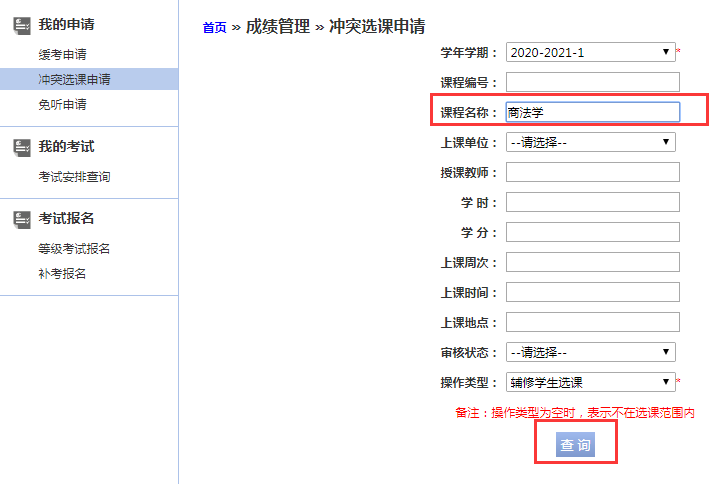 我的申请
缓考申请
冲突选课申请
免听申请
我的考试
考试安排查询
考试报名
等级考试报名
补考报名
首页 » 成绩管理 » 冲突选课申请
学年学期： 2020-2021-1 *
课程编号：
课程名称： 商法学
上课单位： --请选择--
授课教师：
学 时：
学 分：
上课周次：
上课时间：
上课地点：
审核状态： --请选择--
操作类型： 辅修学生选课 *
备注：操作类型为空时，表示不在选课范围内
查 询